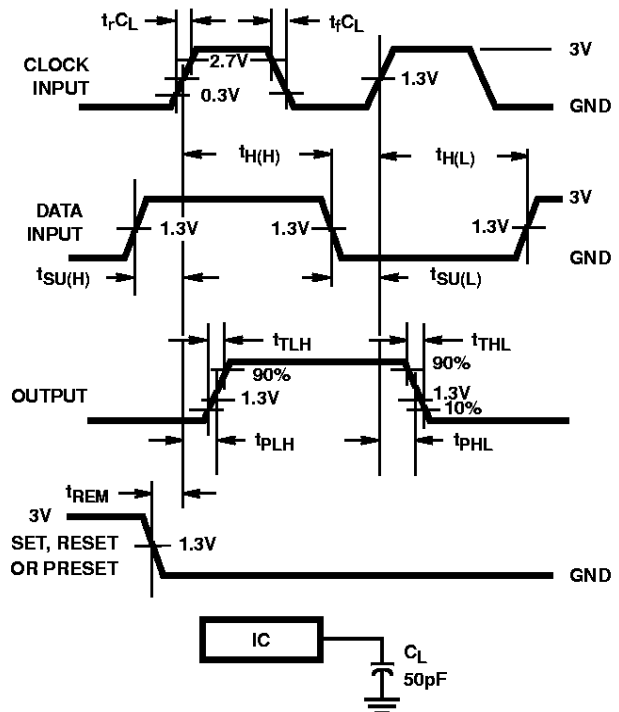 trCL tfCL
CLOCK INPUT
2.7V
0.3V
1.3V
3V
GND
tH(H) tH(L)
DATA INPUT
1.3V 1.3V 1.3V
3V
GND
tSU(H) tSU(L)
tTLH tTHL
90% 90%
OUTPUT
1.3V 1.3V
10%
tPLH tPHL
tREM
3V
1.3V
SET, RESET
OR PRESET
GND
IC
CL
50pF